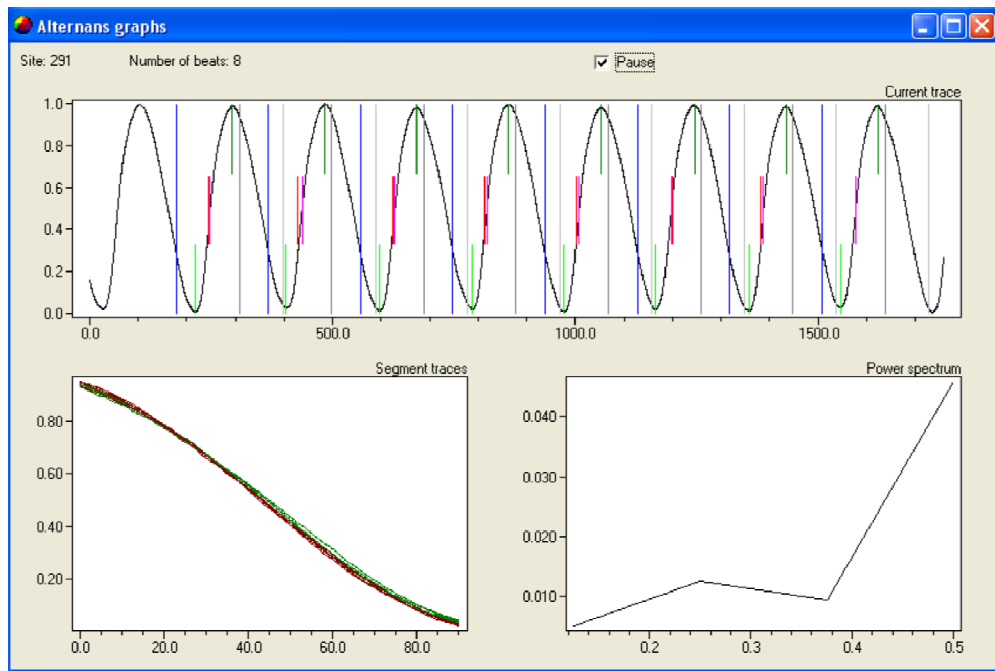 Alternans graphs
Site: 291 Number of beats: 8 Pause
Current trace
1.0
0.8
0.6
0.4
0.2
0.0
0.0 500.0 1000.0 1500.0
Segment traces
0.80
0.60
0.40
0.20
0.0 20.0 40.0 60.0 80.0
Power spectrum
0.040
0.030
0.020
0.010
0.2 0.3 0.4 0.5